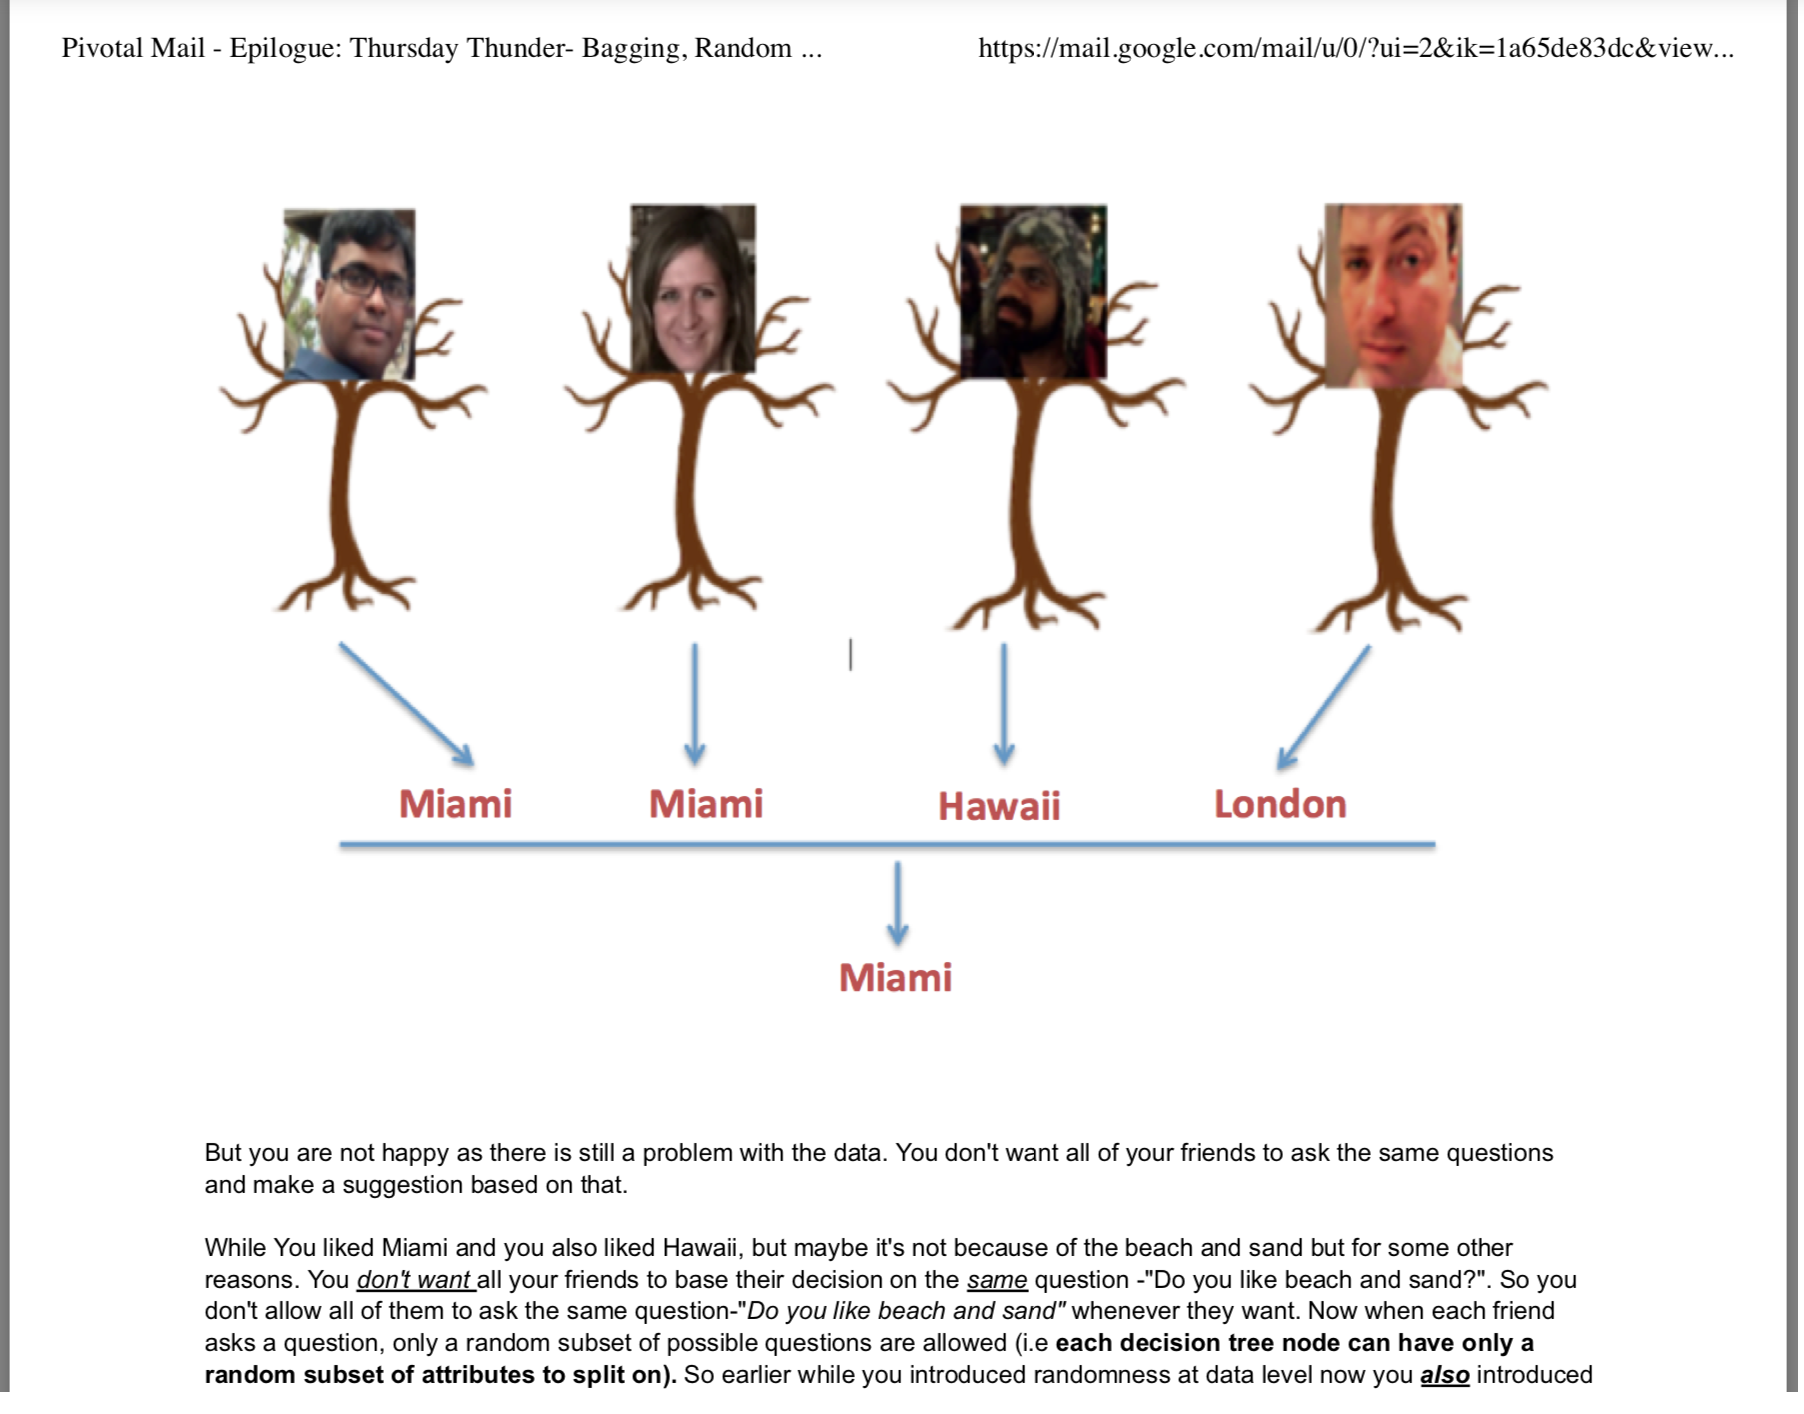 Pivotal Mail - Epilogue: Thursday Thunder- Bagging, Random ...
https://mail.google.com/mail/u/0/?ui=2&ik=1a65de83dc&view...
Miami
Miami
Hawaii
London
Miami
But you are not happy as there is still a problem with the data. You don't want all of your friends to ask the same questions
and make a suggestion based on that.
While You liked Miami and you also liked Hawaii, but maybe it's not because of the beach and sand but for some other
reasons. You don't want all your friends to base their decision on the same question -"Do you like beach and sand?". So you
don't allow all of them to ask the same question-"Do you like beach and sand" whenever they want. Now when each friend
asks a question, only a random subset of possible questions are allowed (i.e each decision tree node can have only a
random subset of attributes to split on). So earlier while you introduced randomness at data level now you also introduced